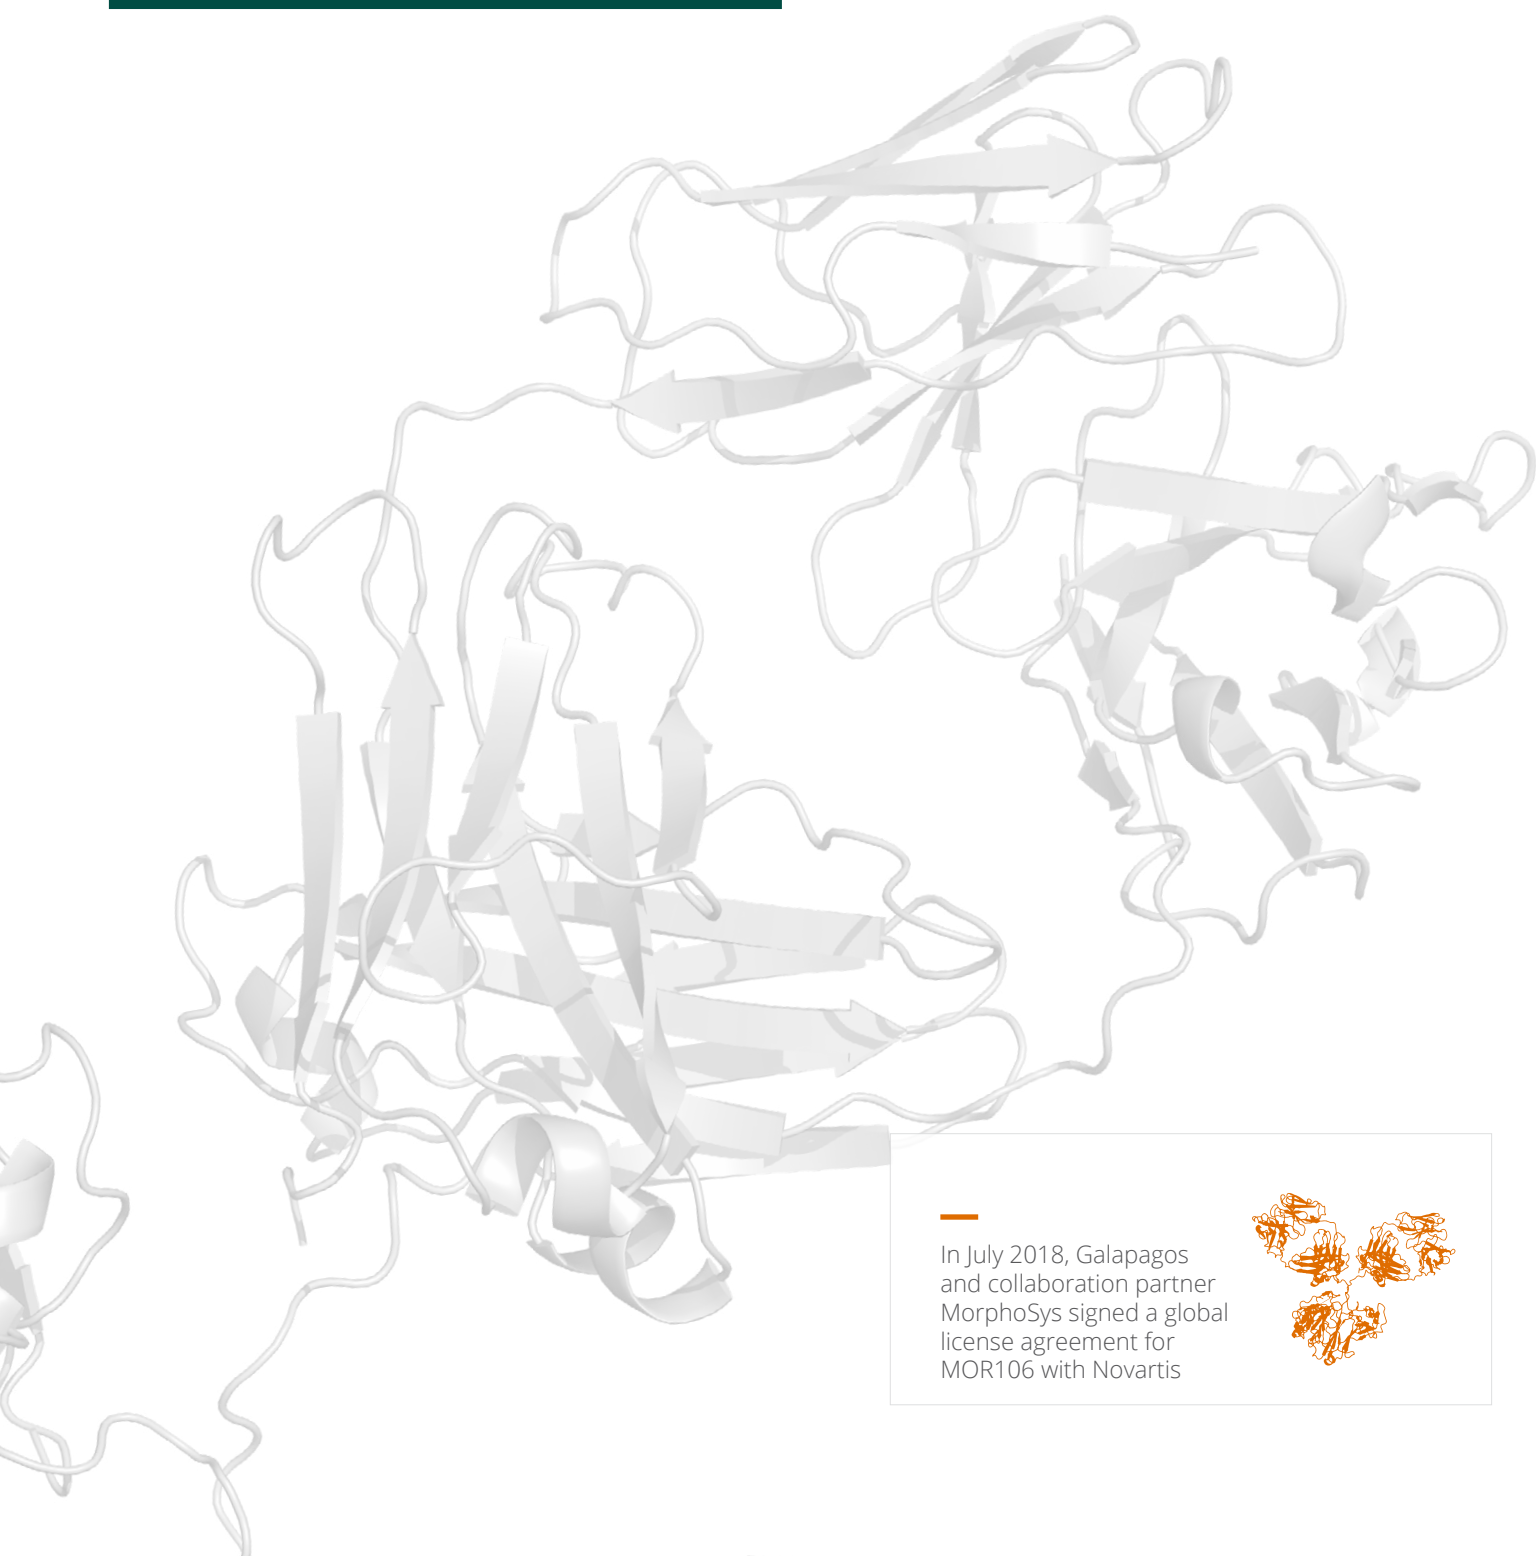 In July 2018, Galapagos
and collaboration partner
MorphoSys signed a global
license agreement for
MOR106 with Novartis